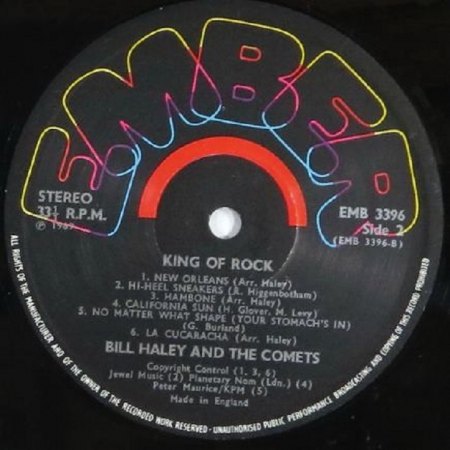 EMBER
STEREO
33⅓ R.P.M.
℗ 1967
EMB 3396
Side 2
(EMB 3396-B)
KING OF ROCK
1. NEW ORLEANS (Arr. Haley)
2. HI-HEEL SNEAKERS (R. Higgenbotham)
3. HAMBONE (Arr. Haley)
4. CALIFORNIA SUN (H. Glover, M. Levy)
5. NO MATTER WHAT SHAPE (YOUR STOMACH'S IN)
(G. Burland)
6. LA CUCARACHA (Arr. Haley)
BILL HALEY AND THE COMETS
Copyright Control (1, 3, 6)
Jewel Music (2) Planetary Nom (Ldn.) (4)
Peter Maurice/KPM (5)
Made in England
ALL RIGHTS OF THE MANUFACTURER AND OF THE OWNER OF THE RECORDED WORK RESERVED - UNAUTHORISED PUBLIC PERFORMANCE BROADCASTING AND COPYING OF THIS RECORD PROHIBITED